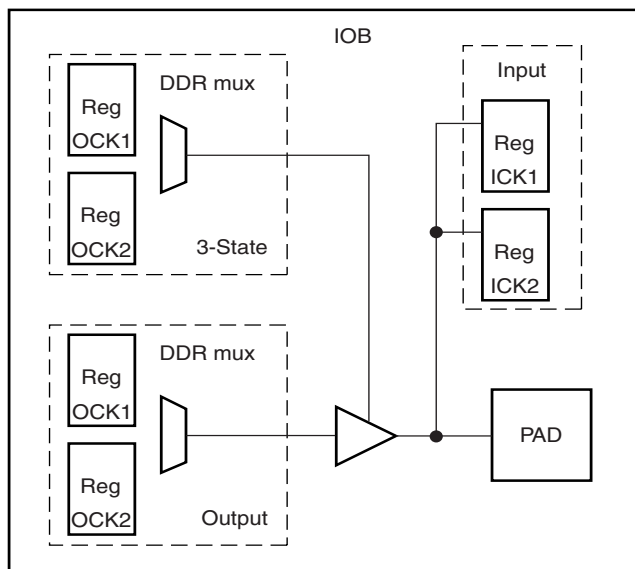 IOB
DDR mux
Reg
OCK1
Reg
OCK2
3-State
Input
Reg
ICK1
Reg
ICK2
DDR mux
Reg
OCK1
Reg
OCK2
Output
PAD